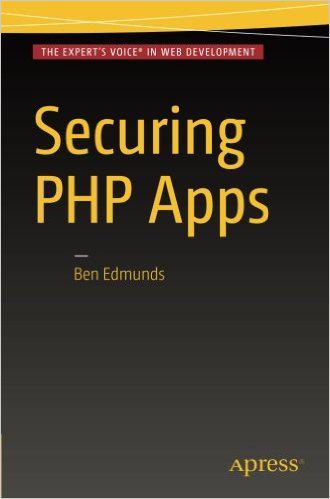 THE EXPERT'S VOICE® IN WEB DEVELOPMENT
Securing
PHP Apps
Ben Edmunds
Apress®